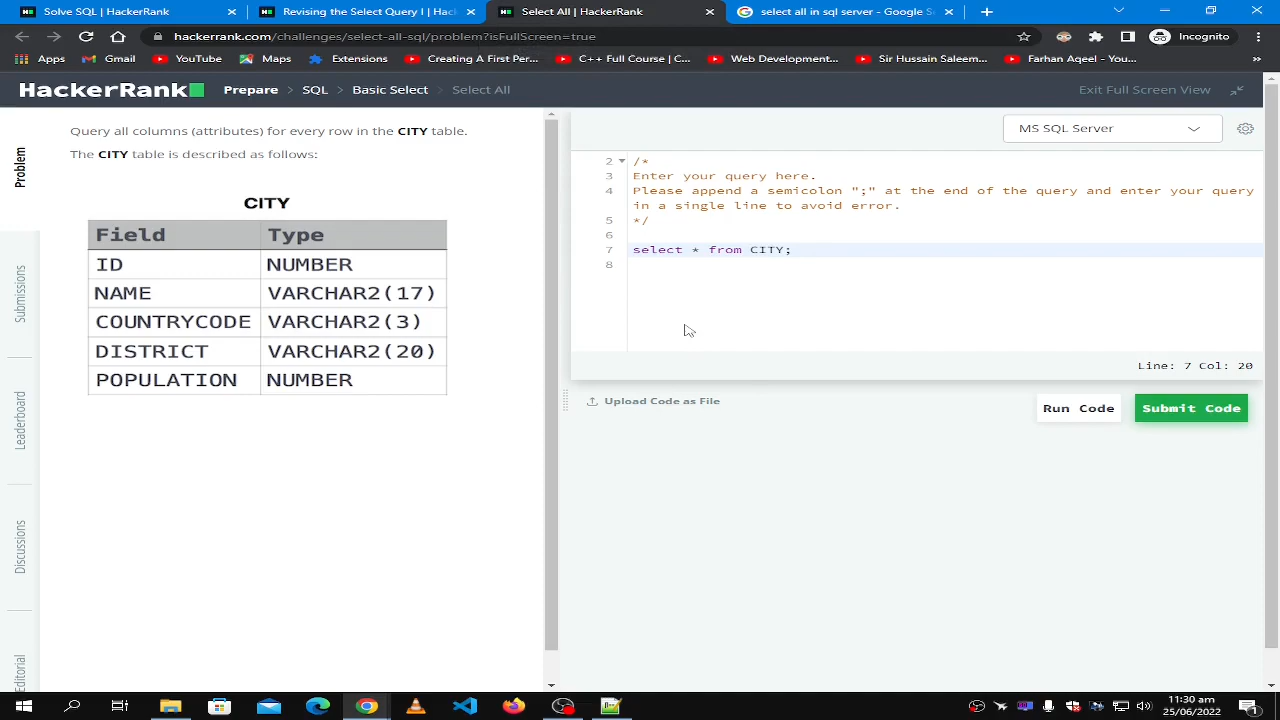 Solve SQL | HackerRank
Revising the Select Query I | Hack
Select All | HackerRank
select all in sql server - Google S
hackerrank.com/challenges/select-all-sql/problem?isFullScreen=true
Incognito
Apps
Gmail
YouTube
Maps
Extensions
Creating A First Per...
C++ Full Course | C...
Web Development...
Sir Hussain Saleem...
Farhan Aqeel - You...
»
HackerRank
Prepare > SQL > Basic Select > Select All
Exit Full Screen View
Problem
Submissions
Leaderboard
Discussions
Editorial
Query all columns (attributes) for every row in the CITY table.
The CITY table is described as follows:
CITY
Field Type
ID NUMBER
NAME VARCHAR2(17)
COUNTRYCODE VARCHAR2(3)
DISTRICT VARCHAR2(20)
POPULATION NUMBER
MS SQL Server
2 /*
3 Enter your query here.
4 Please append a semicolon ";" at the end of the query and enter your query
in a single line to avoid error.
5 */
6
7 select * from CITY;
8
Line: 7 Col: 20
Upload Code as File
Run Code
Submit Code
11:30 am
25/06/2022
1